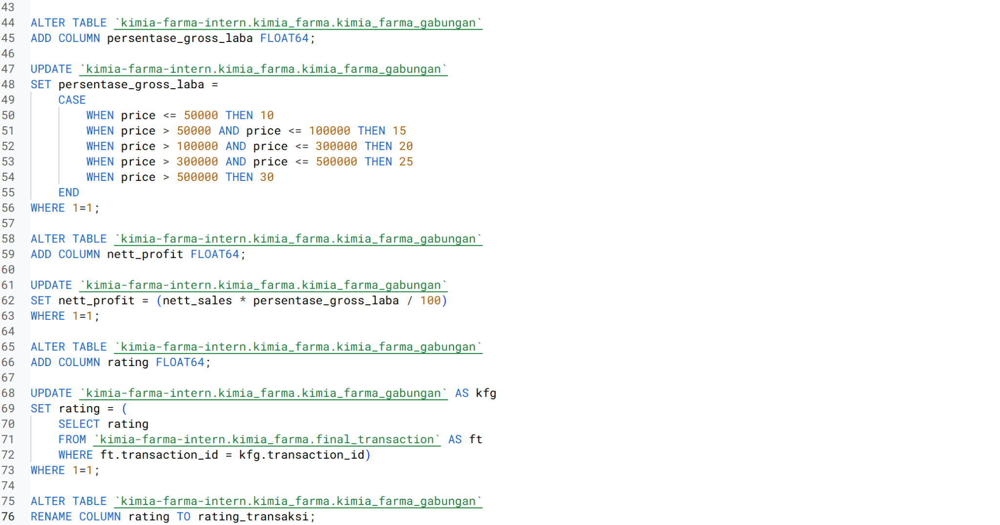 43
44 ALTER TABLE `kimia-farma-intern.kimia_farma.kimia_farma_gabungan`
45 ADD COLUMN persentase_gross_laba FLOAT64;
46
47 UPDATE `kimia-farma-intern.kimia_farma.kimia_farma_gabungan`
48 SET persentase_gross_laba =
49     CASE
50         WHEN price <= 50000 THEN 10
51         WHEN price > 50000 AND price <= 100000 THEN 15
52         WHEN price > 100000 AND price <= 300000 THEN 20
53         WHEN price > 300000 AND price <= 500000 THEN 25
54         WHEN price > 500000 THEN 30
55     END
56 WHERE 1=1;
57
58 ALTER TABLE `kimia-farma-intern.kimia_farma.kimia_farma_gabungan`
59 ADD COLUMN nett_profit FLOAT64;
60
61 UPDATE `kimia-farma-intern.kimia_farma.kimia_farma_gabungan`
62 SET nett_profit = (nett_sales * persentase_gross_laba / 100)
63 WHERE 1=1;
64
65 ALTER TABLE `kimia-farma-intern.kimia_farma.kimia_farma_gabungan`
66 ADD COLUMN rating FLOAT64;
67
68 UPDATE `kimia-farma-intern.kimia_farma.kimia_farma_gabungan` AS kfg
69 SET rating = (
70     SELECT rating
71     FROM `kimia-farma-intern.kimia_farma.final_transaction` AS ft
72     WHERE ft.transaction_id = kfg.transaction_id)
73 WHERE 1=1;
74
75 ALTER TABLE `kimia-farma-intern.kimia_farma.kimia_farma_gabungan`
76 RENAME COLUMN rating TO rating_transaksi;